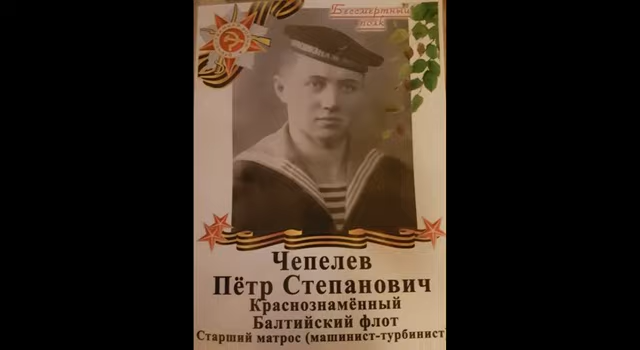 Бессмертный
полк
Чепелев
Пётр Степанович
Краснознамённый
Балтийский флот
Старший матрос (машинист-турбинист